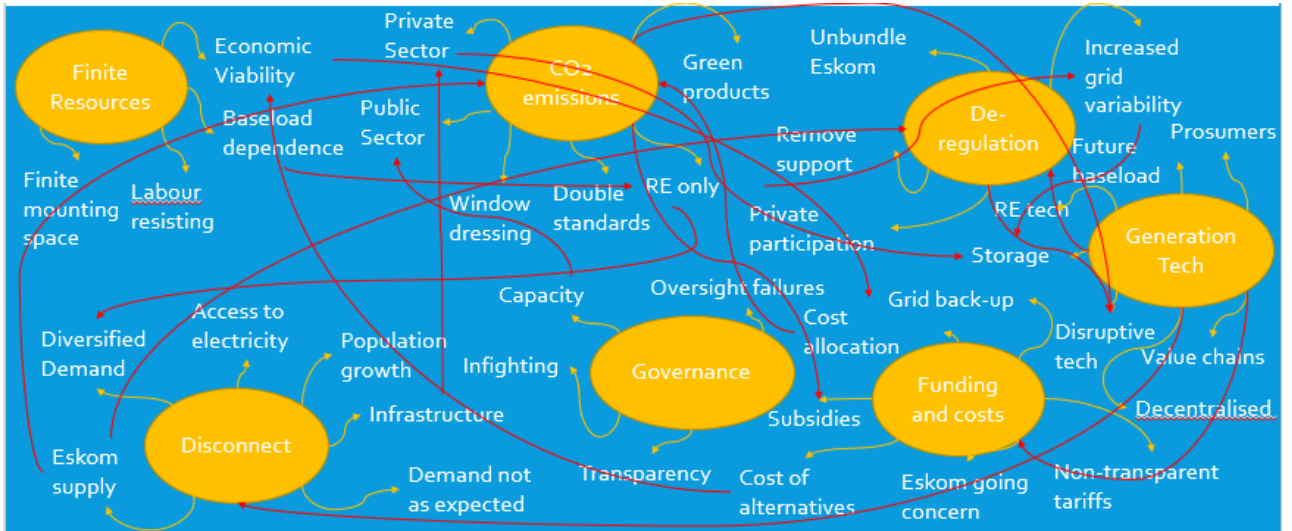 Finite
Resources
Economic
Viability
Baseload
dependence
Labour
resisting
Finite
mounting
space
Private
Sector
Public
Sector
CO2
emissions
Green
products
Window
dressing
Double
standards
RE only
Unbundle
Eskom
Remove
support
Private
participation
De-
regulation
Increased
grid
variability
Future
baseload
Prosumers
RE tech
Storage
Generation
Tech
Disruptive
tech
Value chains
Decentralised
Diversified
Demand
Access to
electricity
Population
growth
Infrastructure
Disconnect
Eskom
supply
Demand not
as expected
Capacity
Oversight failures
Infighting
Governance
Transparency
Cost
allocation
Grid back-up
Funding
and costs
Subsidies
Cost of
alternatives
Eskom going
concern
Non-transparent
tariffs